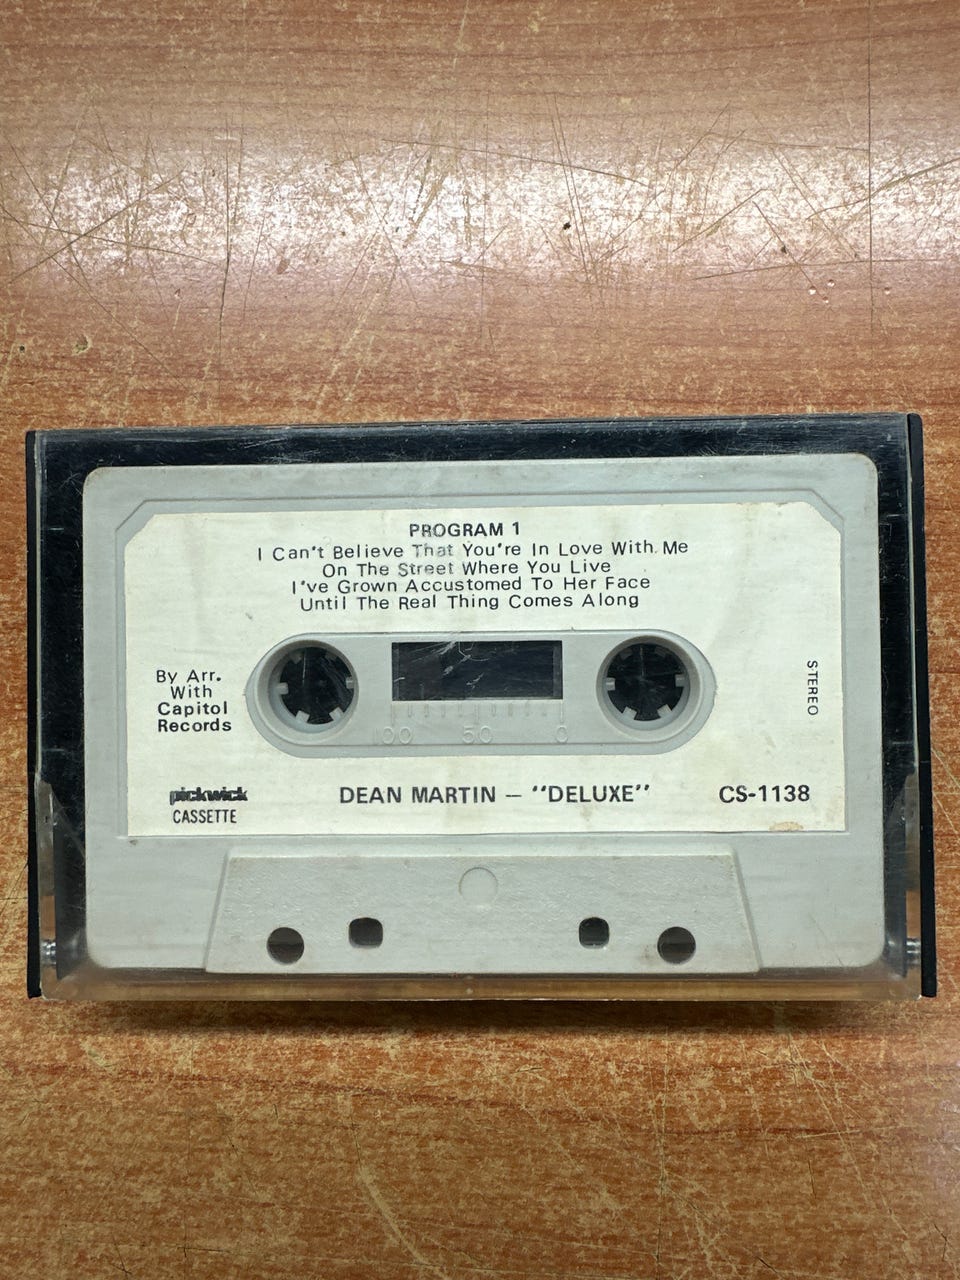 PROGRAM 1
I Can't Believe That You're In Love With Me
On The Street Where You Live
I've Grown Accustomed To Her Face
Until The Real Thing Comes Along
By Arr.
With
Capitol
Records
STEREO
100 50 0
pickwick
CASSETTE
DEAN MARTIN — "DELUXE"
CS-1138